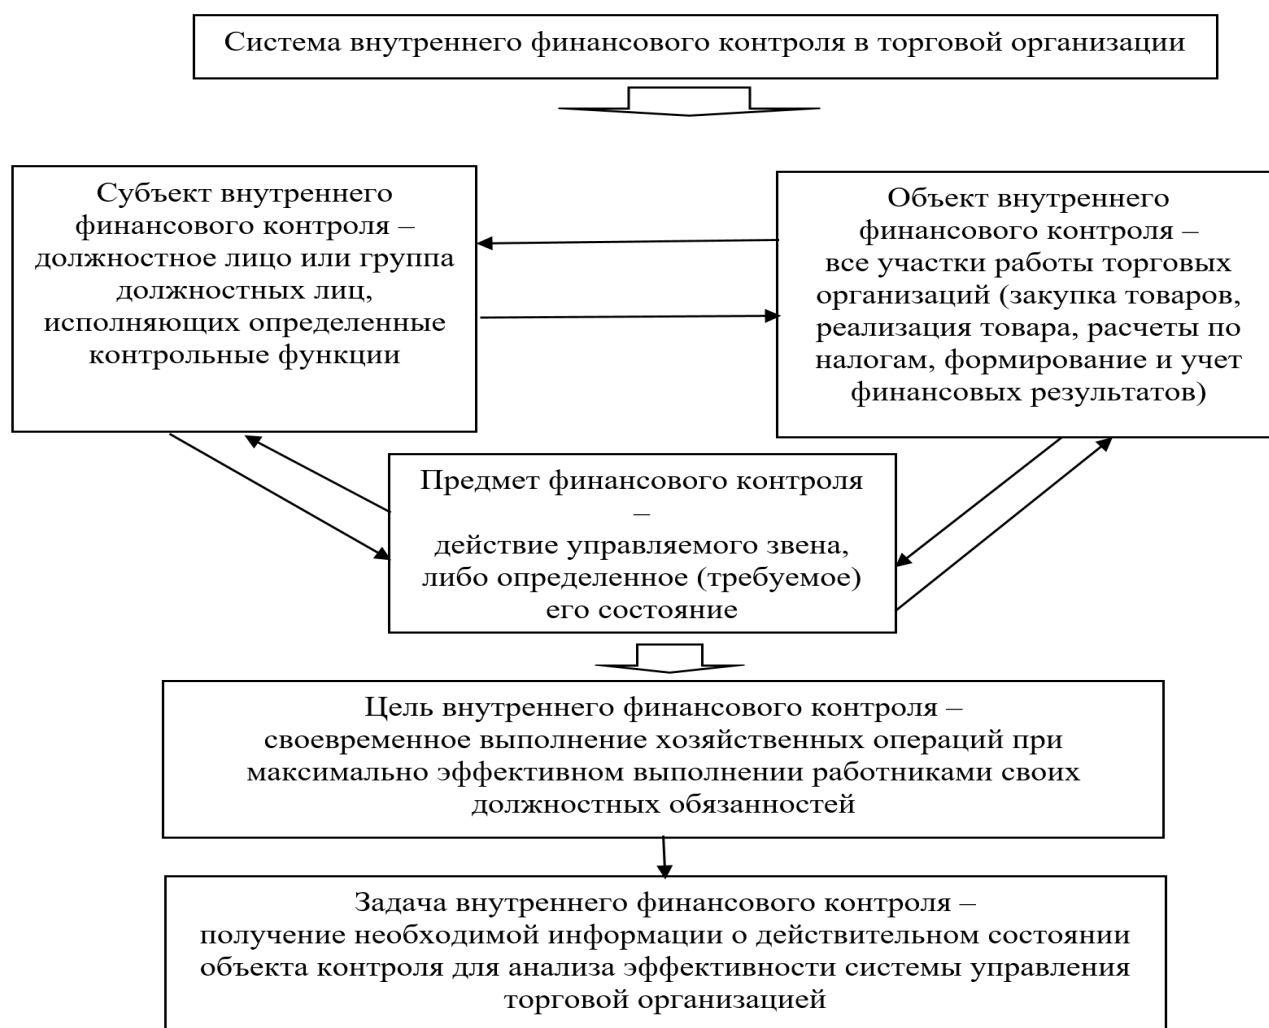 Система внутреннего финансового контроля в торговой организации
Субъект внутреннего
финансового контроля –
должностное лицо или группа
должностных лиц,
исполняющих определенные
контрольные функции
Объект внутреннего
финансового контроля –
все участки работы торговых
организаций (закупка товаров,
реализация товара, расчеты по
налогам, формирование и учет
финансовых результатов)
Предмет финансового контроля
–
действие управляемого звена,
либо определенное (требуемое)
его состояние
Цель внутреннего финансового контроля –
своевременное выполнение хозяйственных операций при
максимально эффективном выполнении работниками своих
должностных обязанностей
Задача внутреннего финансового контроля –
получение необходимой информации о действительном состоянии
объекта контроля для анализа эффективности системы управления
торговой организацией